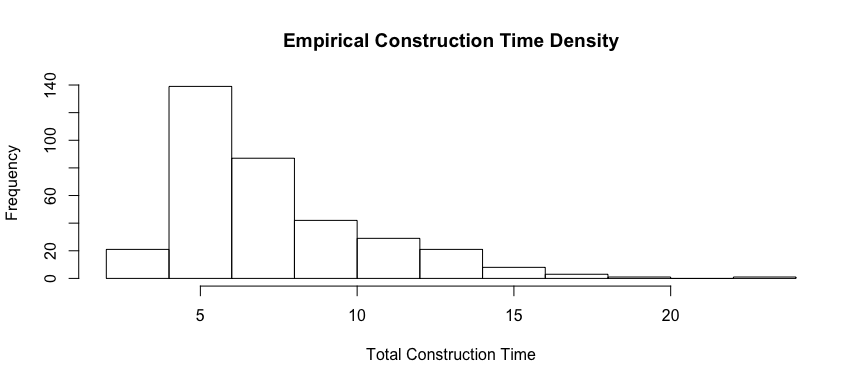 Empirical Construction Time Density
Frequency
140
100
60
20
0
5 10 15 20
Total Construction Time